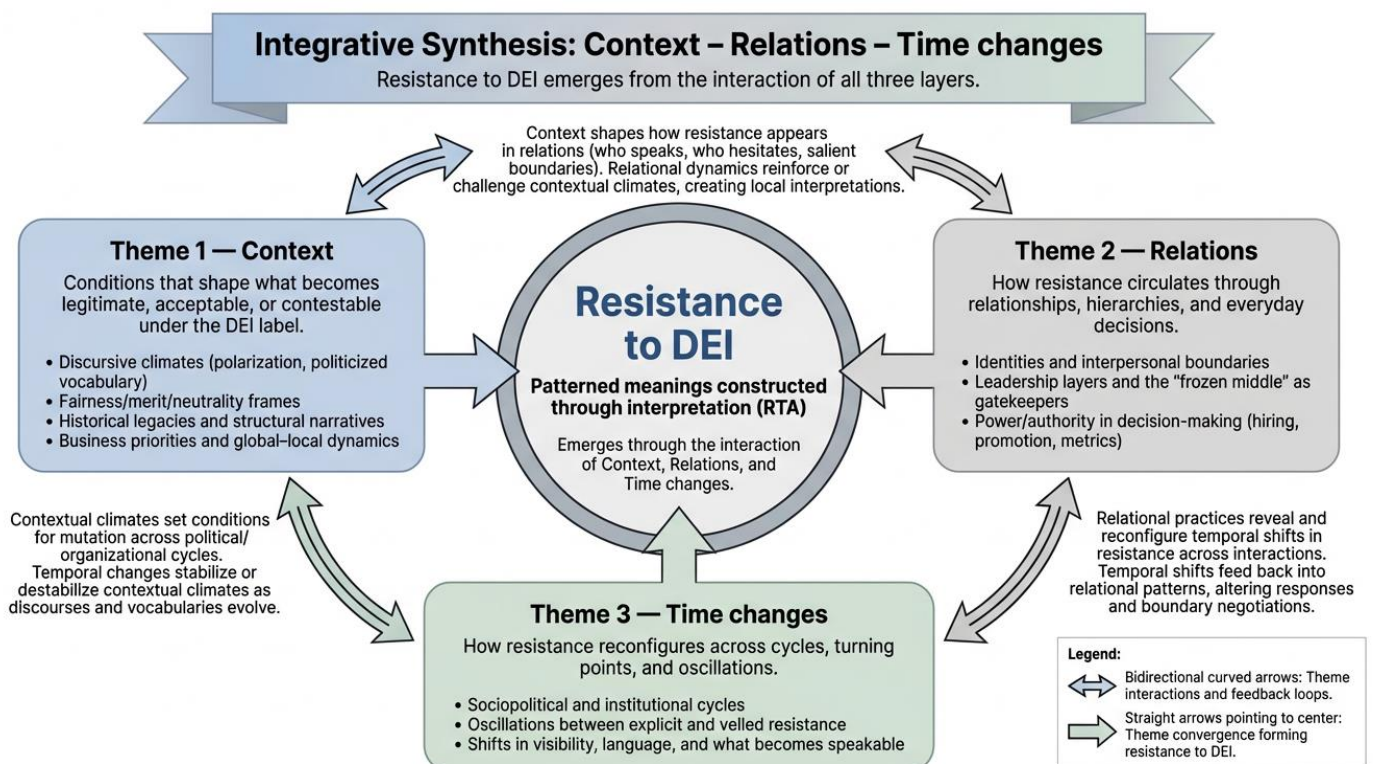 Integrative Synthesis: Context – Relations – Time changes
Resistance to DEI emerges from the interaction of all three layers.
Context shapes how resistance appears
in relations (who speaks, who hesitates, salient
boundaries). Relational dynamics reinforce or
challenge contextual climates, creating local interpretations.
Theme 1 — Context
Conditions that shape what becomes
legitimate, acceptable, or contestable
under the DEI label.
• Discursive climates (polarization, politicized
vocabulary)
• Fairness/merit/neutrality frames
• Historical legacies and structural narratives
• Business priorities and global–local dynamics
Resistance
to DEI
Patterned meanings constructed
through interpretation (RTA)
Emerges through the interaction
of Context, Relations, and
Time changes.
Theme 2 — Relations
How resistance circulates through
relationships, hierarchies, and everyday
decisions.
• Identities and interpersonal boundaries
• Leadership layers and the "frozen middle" as
gatekeepers
• Power/authority in decision-making (hiring,
promotion, metrics)
Contextual climates set conditions
for mutation across political/
organizational cycles.
Temporal changes stabilize or
destabilize contextual climates as
discourses and vocabularies evolve.
Relational practices reveal and
reconfigure temporal shifts in
resistance across interactions.
Temporal shifts feed back into
relational patterns, altering responses
and boundary negotiations.
Theme 3 — Time changes
How resistance reconfigures across cycles, turning
points, and oscillations.
• Sociopolitical and institutional cycles
• Oscillations between explicit and velled resistance
• Shifts in visibility, language, and what becomes speakable
Legend:
Bidirectional curved arrows: Theme
interactions and feedback loops.
Straight arrows pointing to center:
Theme convergence forming
resistance to DEI.